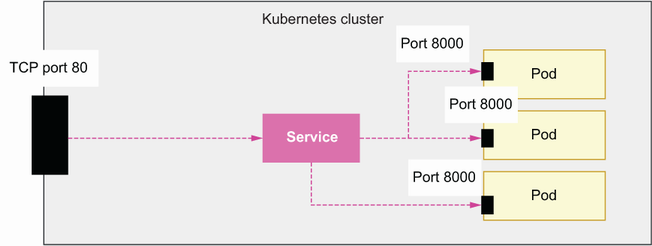 Kubernetes cluster
TCP port 80
Port 8000
Pod
Port 8000
Service
Pod
Port 8000
Pod